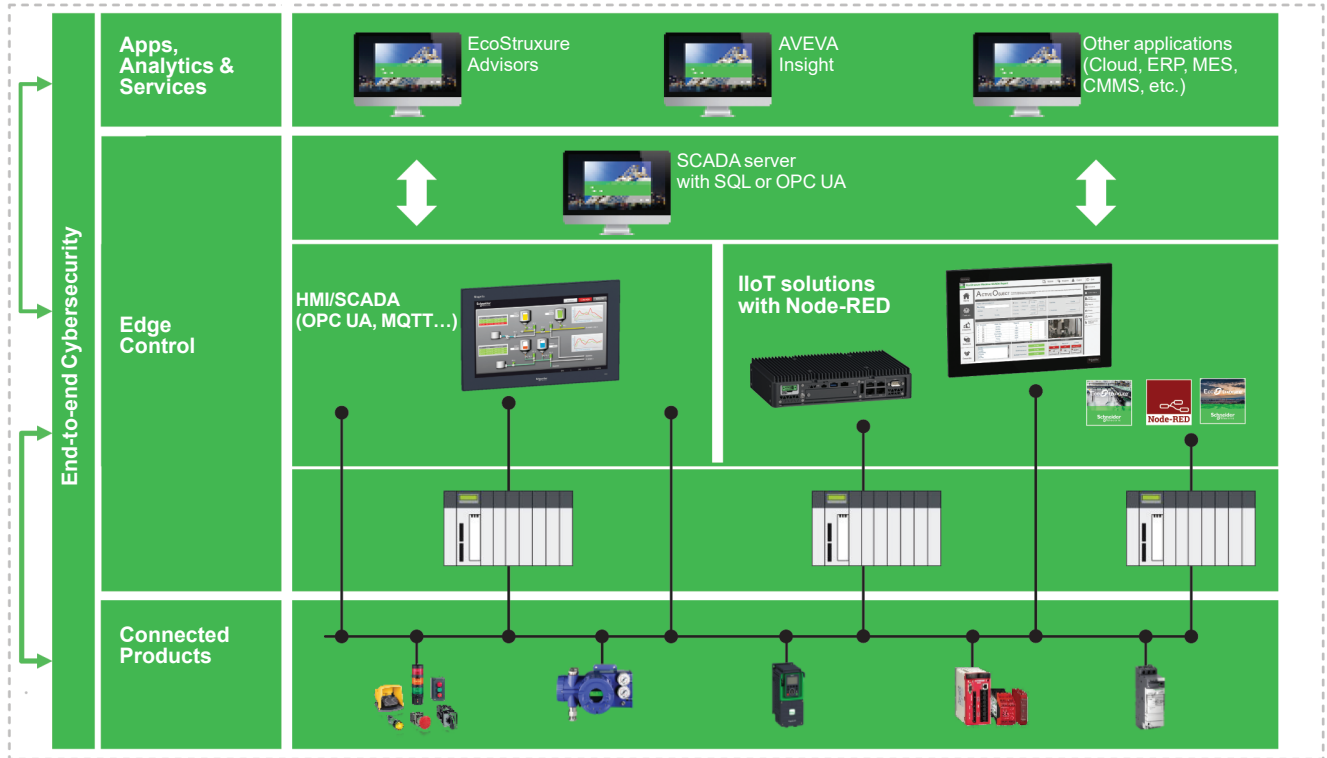 Apps,
Analytics &
Services
EcoStruxure
Advisors
AVEVA
Insight
Other applications
(Cloud, ERP, MES,
CMMS, etc.)
SCADA server
with SQL or OPC UA
End-to-end Cybersecurity
Edge
Control
HMI/SCADA
(OPC UA, MQTT…)
IIoT solutions
with Node-RED
Node-RED
Connected
Products